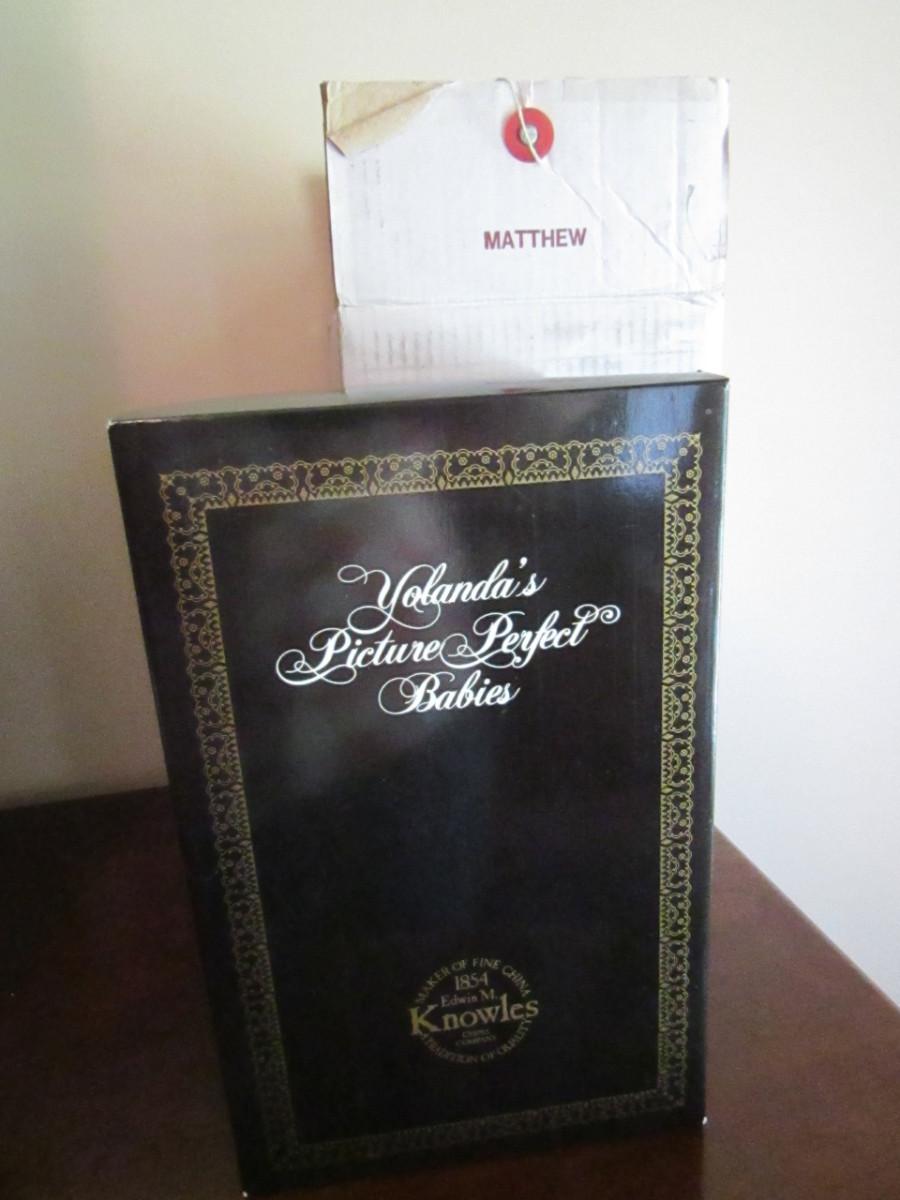 MATTHEW
Yolanda's
Picture Perfect
Babies
MAKER OF FINE CHINA
1854
Edwin M.
Knowles
CHINA
COMPANY
TRADITION OF QUALITY